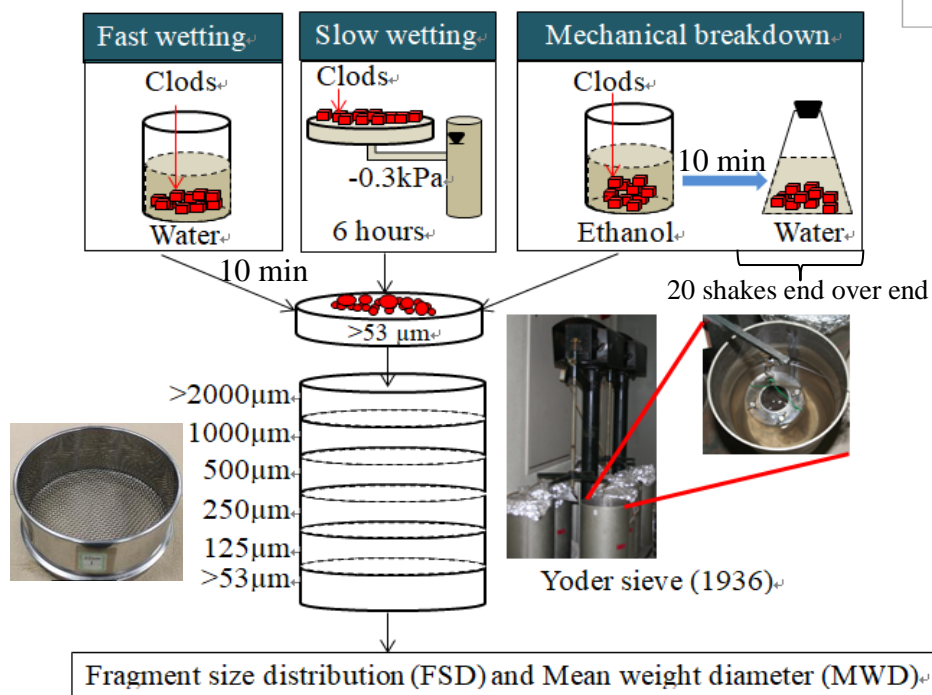 Fast wetting
Slow wetting
Mechanical breakdown
Clods
Water
Clods
-0.3kPa
6 hours
Clods
Ethanol
10 min
Water
20 shakes end over end
10 min
>53 μm
>2000μm
1000μm
500μm
250μm
125μm
>53μm
Yoder sieve (1936)
Fragment size distribution (FSD) and Mean weight diameter (MWD)